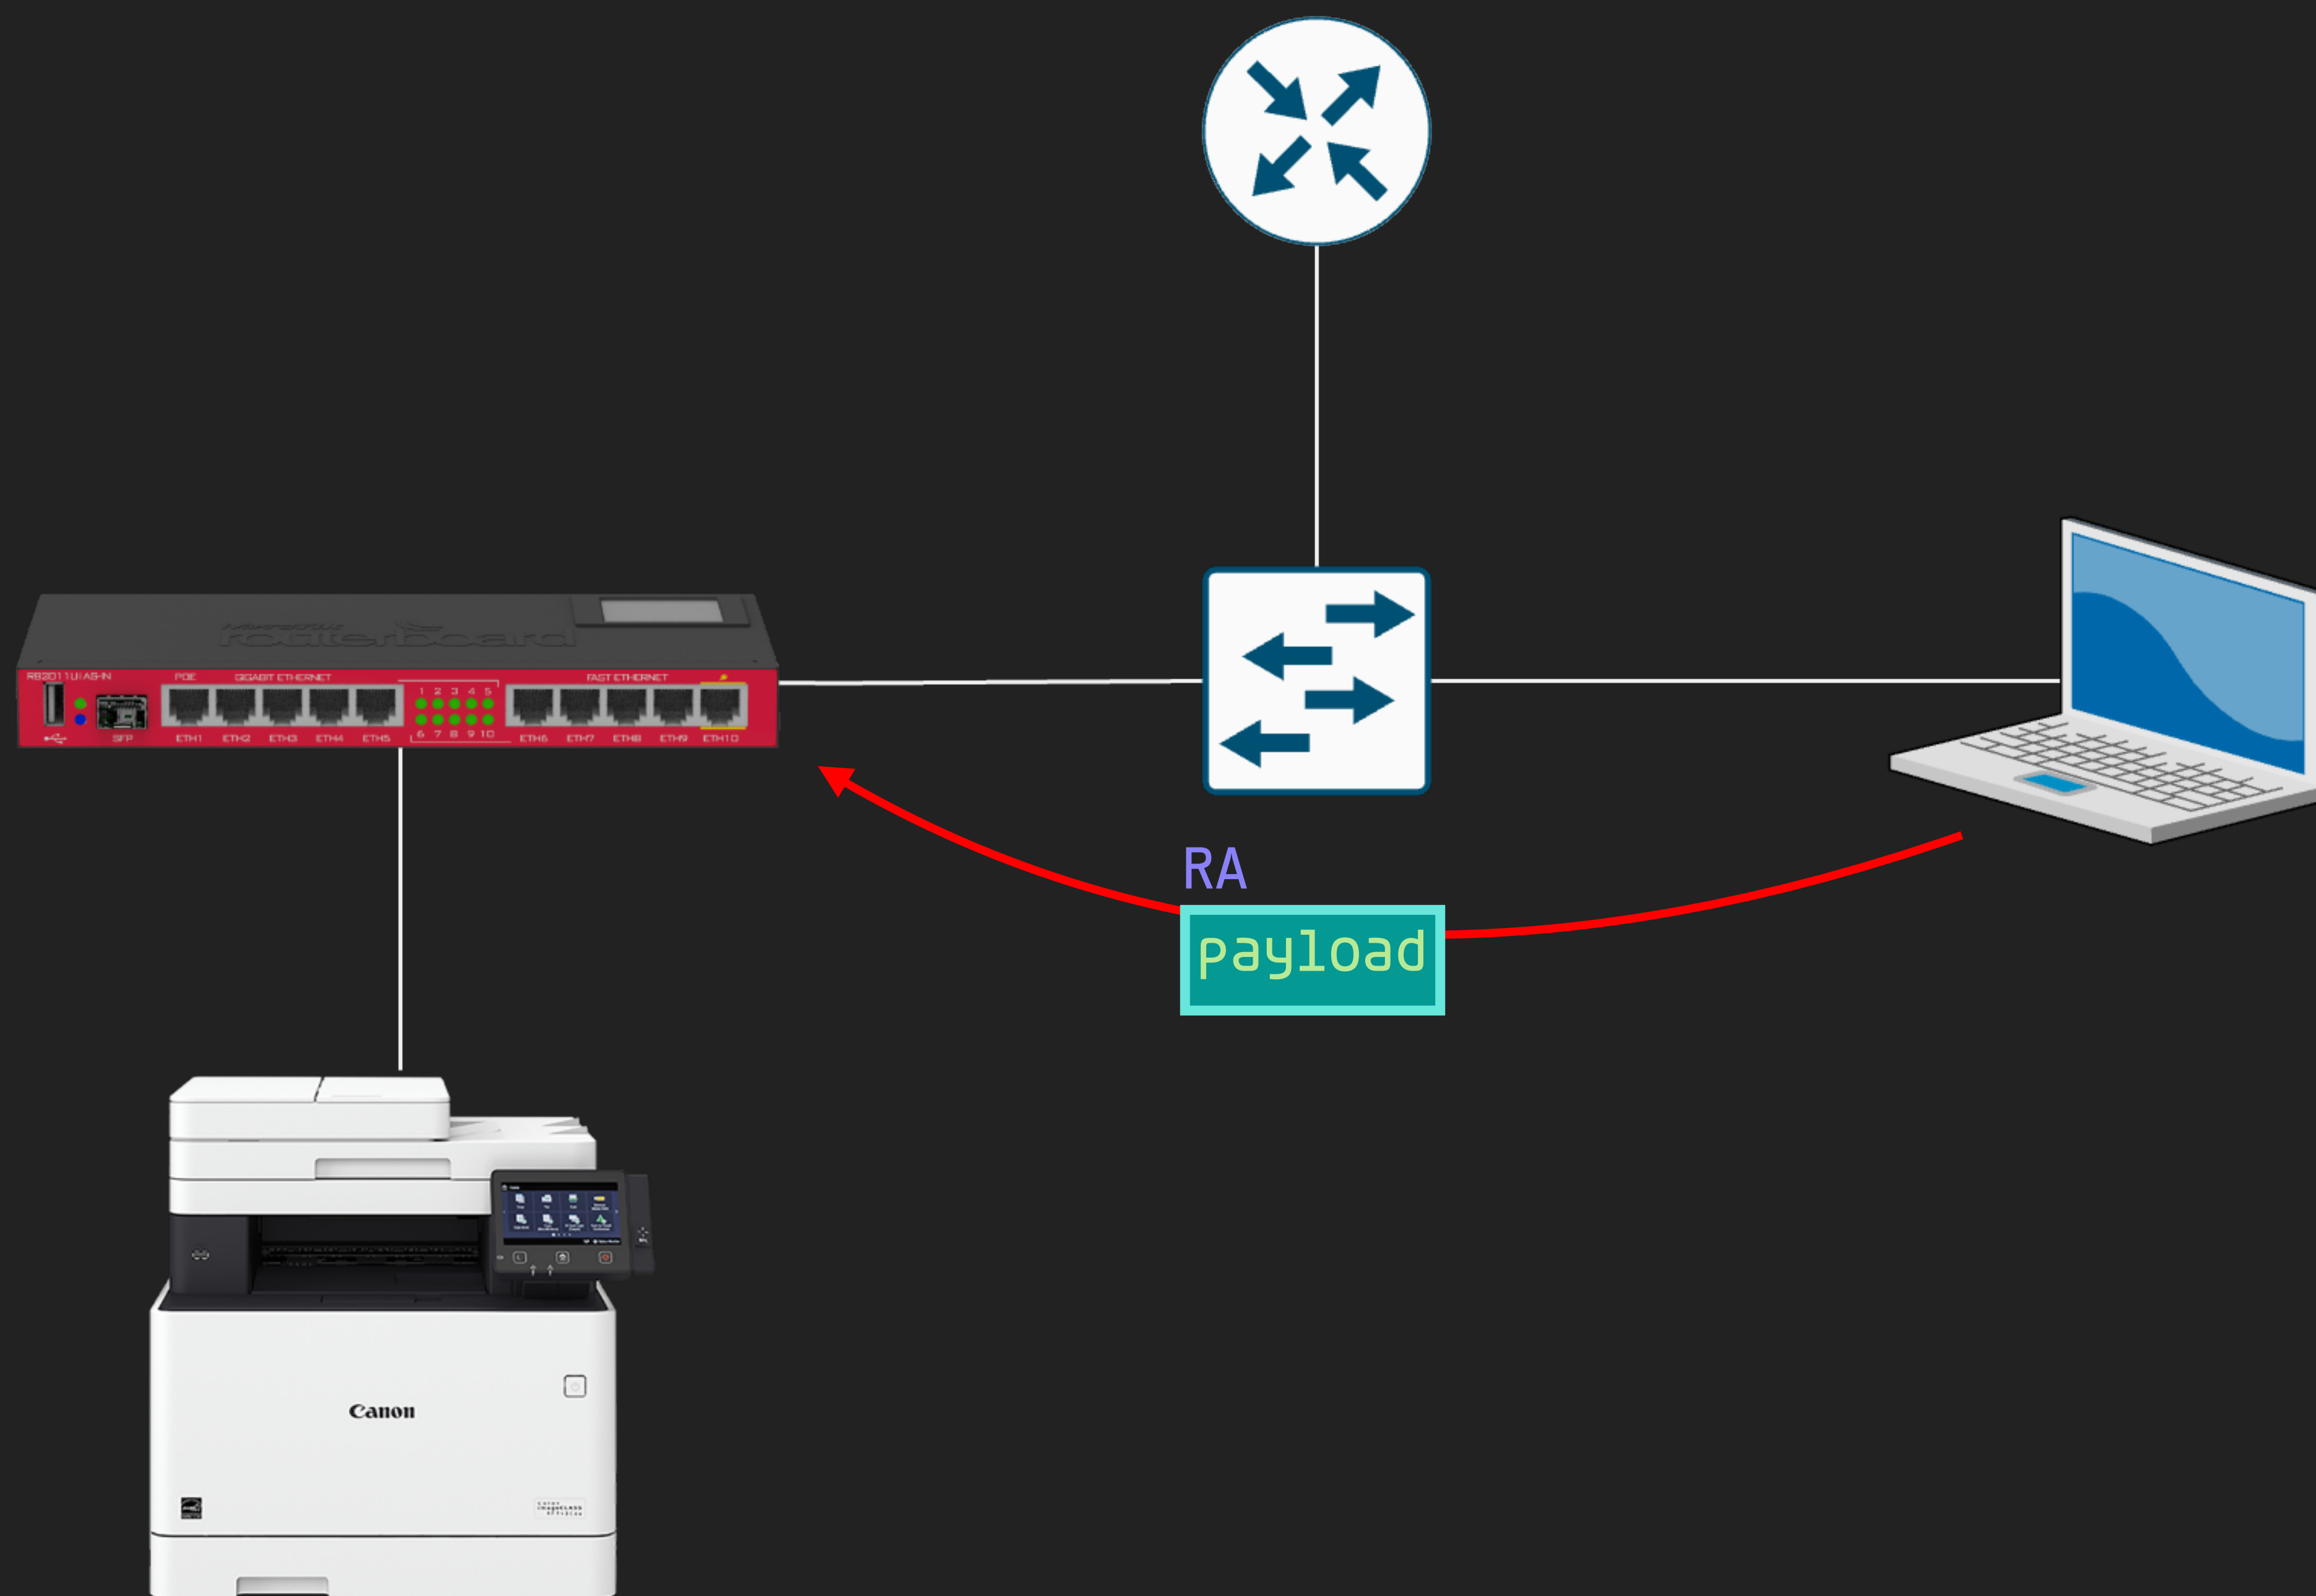 routerboard
RB2011UiAS-IN
POE GIGABIT ETHERNET
FAST ETHERNET
1 2 3 4 5
6 7 8 9 10
SFP ETH1 ETH2 ETH3 ETH4 ETH5
ETH6 ETH7 ETH8 ETH9 ETH10
RA
payload
Canon